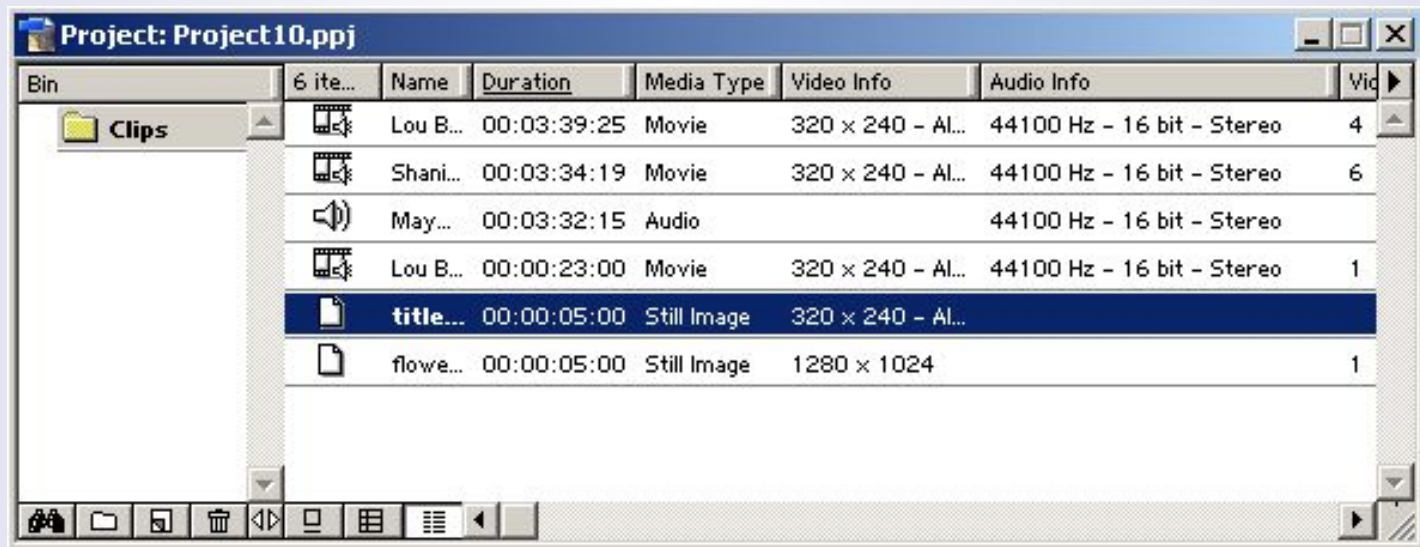 Project: Project10.ppj
Bin 6 ite... Name Duration Media Type Video Info Audio Info Vid
Clips
Lou B... 00:03:39:25 Movie 320 x 240 – Al... 44100 Hz – 16 bit – Stereo 4
Shani... 00:03:34:19 Movie 320 x 240 – Al... 44100 Hz – 16 bit – Stereo 6
May... 00:03:32:15 Audio 44100 Hz – 16 bit – Stereo
Lou B... 00:00:23:00 Movie 320 x 240 – Al... 44100 Hz – 16 bit – Stereo 1
title... 00:00:05:00 Still Image 320 x 240 – Al...
flowe... 00:00:05:00 Still Image 1280 x 1024 1